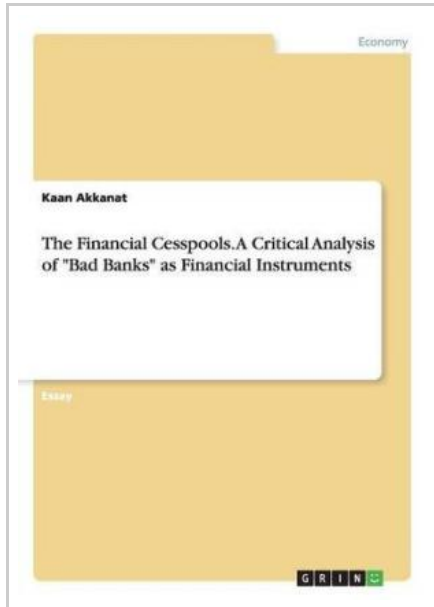 Economy
Kaan Akkanat
The Financial Cesspools. A Critical Analysis
of "Bad Banks" as Financial Instruments
Essay
GRIN